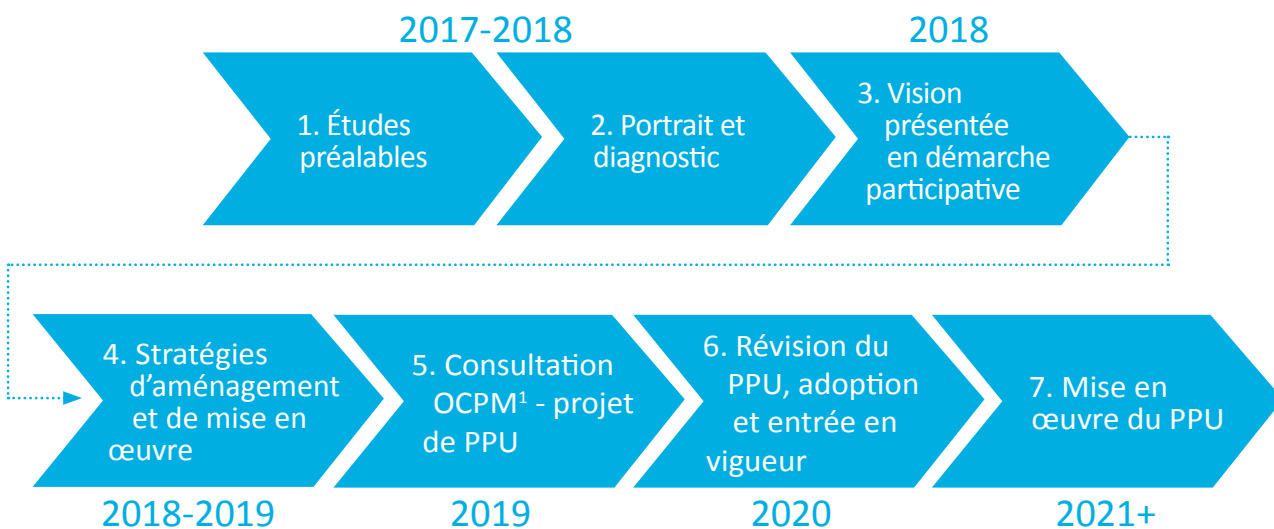 2017-2018
2018
1. Études
préalables
2. Portrait et
diagnostic
3. Vision
présentée
en démarche
participative
4. Stratégies
d’aménagement
et de mise en
œuvre
5. Consultation
OCPM¹ - projet
de PPU
6. Révision du
PPU, adoption
et entrée en
vigueur
7. Mise en
œuvre du PPU
2018-2019
2019
2020
2021+